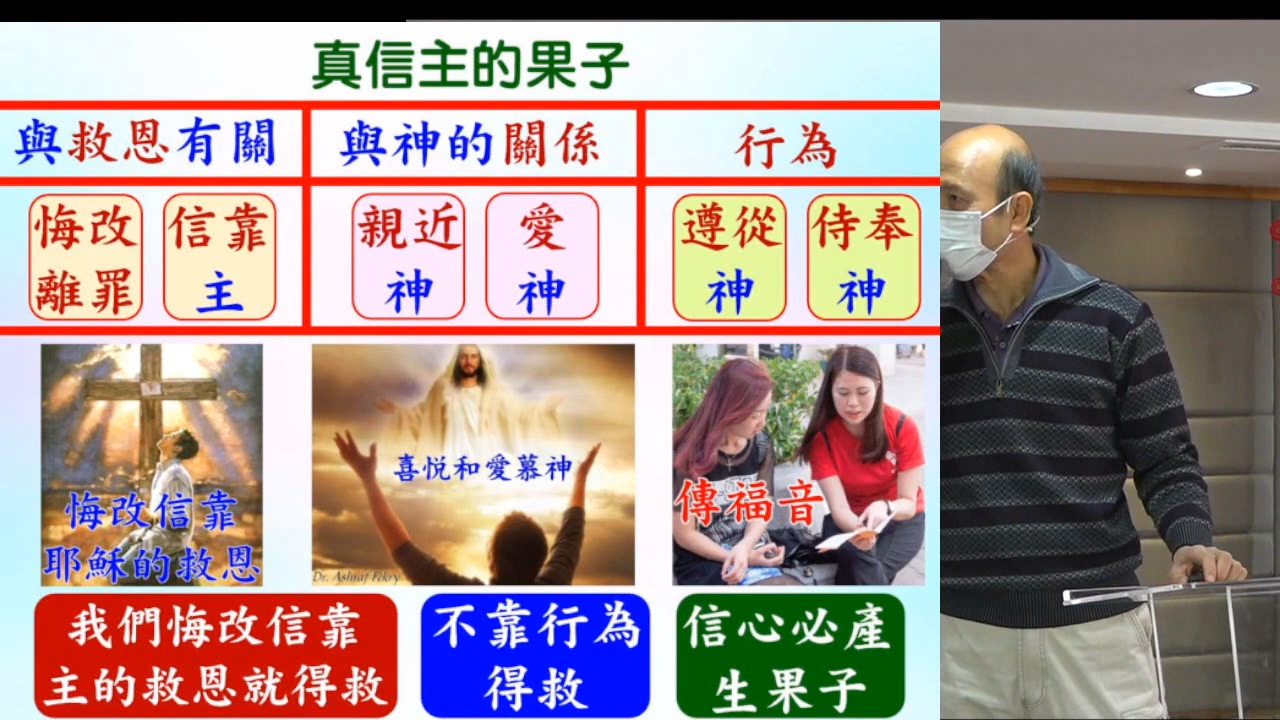 真信主的果子
與救恩有關
與神的關係
行為
悔改
離罪
信靠
主
親近
神
愛
神
遵從
神
侍奉
神
悔改信靠
耶穌的救恩
喜悅和愛慕神
Dr. Ashraf Fekry
傳福音
我們悔改信靠
主的救恩就得救
不靠行為
得救
信心必產
生果子